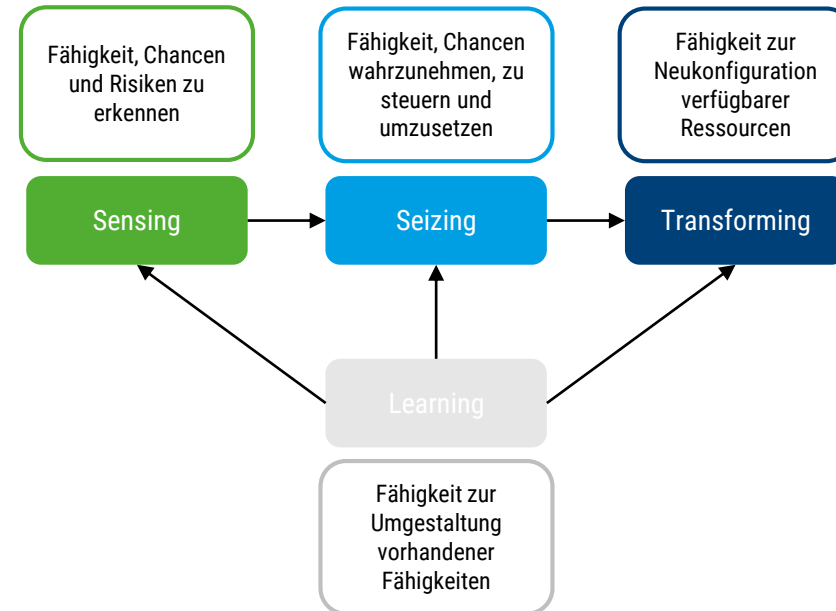 Fähigkeit, Chancen
und Risiken zu
erkennen
Fähigkeit, Chancen
wahrzunehmen, zu
steuern und
umzusetzen
Fähigkeit zur
Neukonfiguration
verfügbarer
Ressourcen
Sensing
Seizing
Transforming
Learning
Fähigkeit zur
Umgestaltung
vorhandener
Fähigkeiten